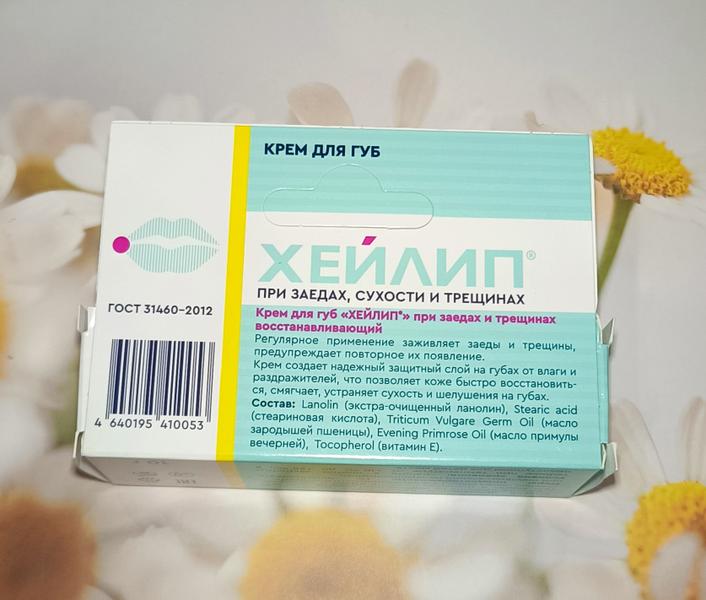 КРЕМ ДЛЯ ГУБ
ХЕЙЛИП®
ПРИ ЗАЕДАХ, СУХОСТИ И ТРЕЩИНАХ
Крем для губ «ХЕЙЛИП®» при заедах и трещинах
восстанавливающий
Регулярное применение заживляет заеды и трещины,
предупреждает повторное их появление.
Крем создает надежный защитный слой на губах от влаги и
раздражителей, что позволяет коже быстро восстановить-
ся, смягчает, устраняет сухость и шелушения на губах.
Состав: Lanolin (экстра-очищенный ланолин), Stearic acid
(стеариновая кислота), Triticum Vulgare Germ Oil (масло
зародышей пшеницы), Evening Primrose Oil (масло примулы
вечерней), Tocopherol (витамин Е).
ГОСТ 31460-2012
4 640195 410053
10 г